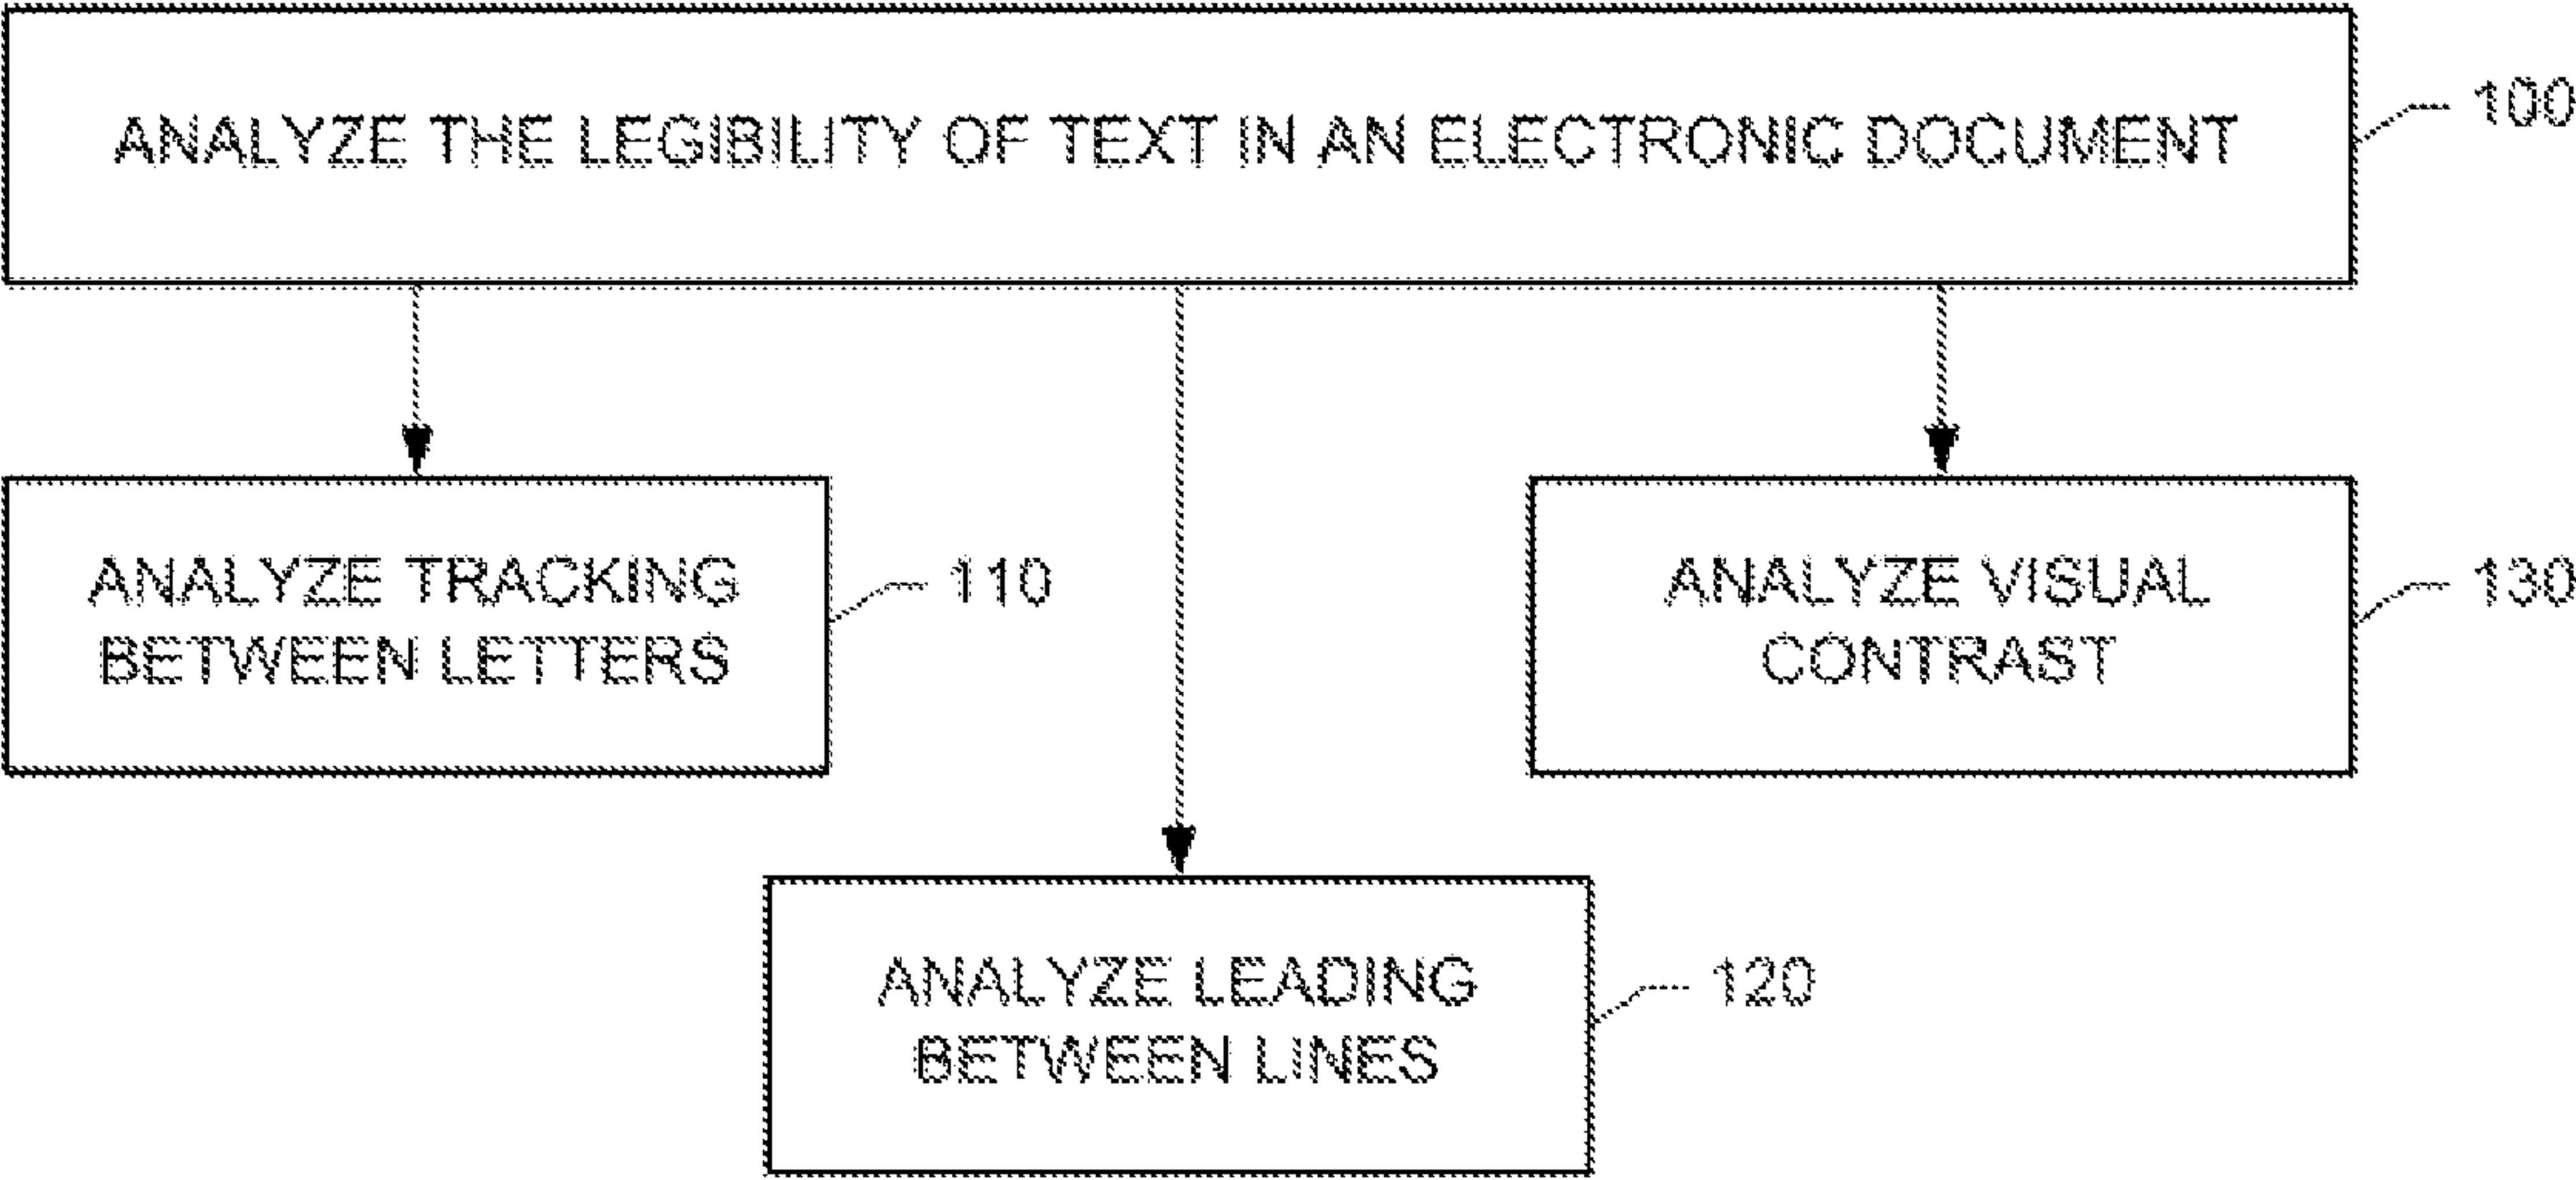 ANALYZE THE LEGIBILITY OF TEXT IN AN ELECTRONIC DOCUMENT
100
ANALYZE TRACKING
BETWEEN LETTERS
110
ANALYZE VISUAL
CONTRAST
130
ANALYZE LEADING
BETWEEN LINES
120